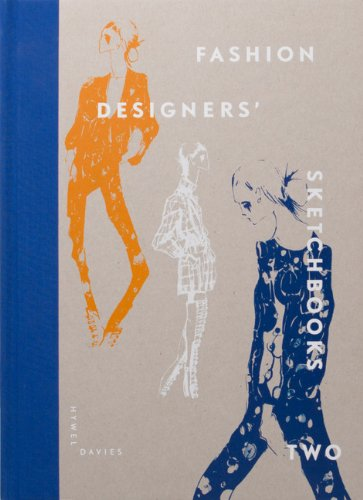 FASHION
DESIGNERS'
SKETCHBOOKS
TWO
HYWEL
DAVIES